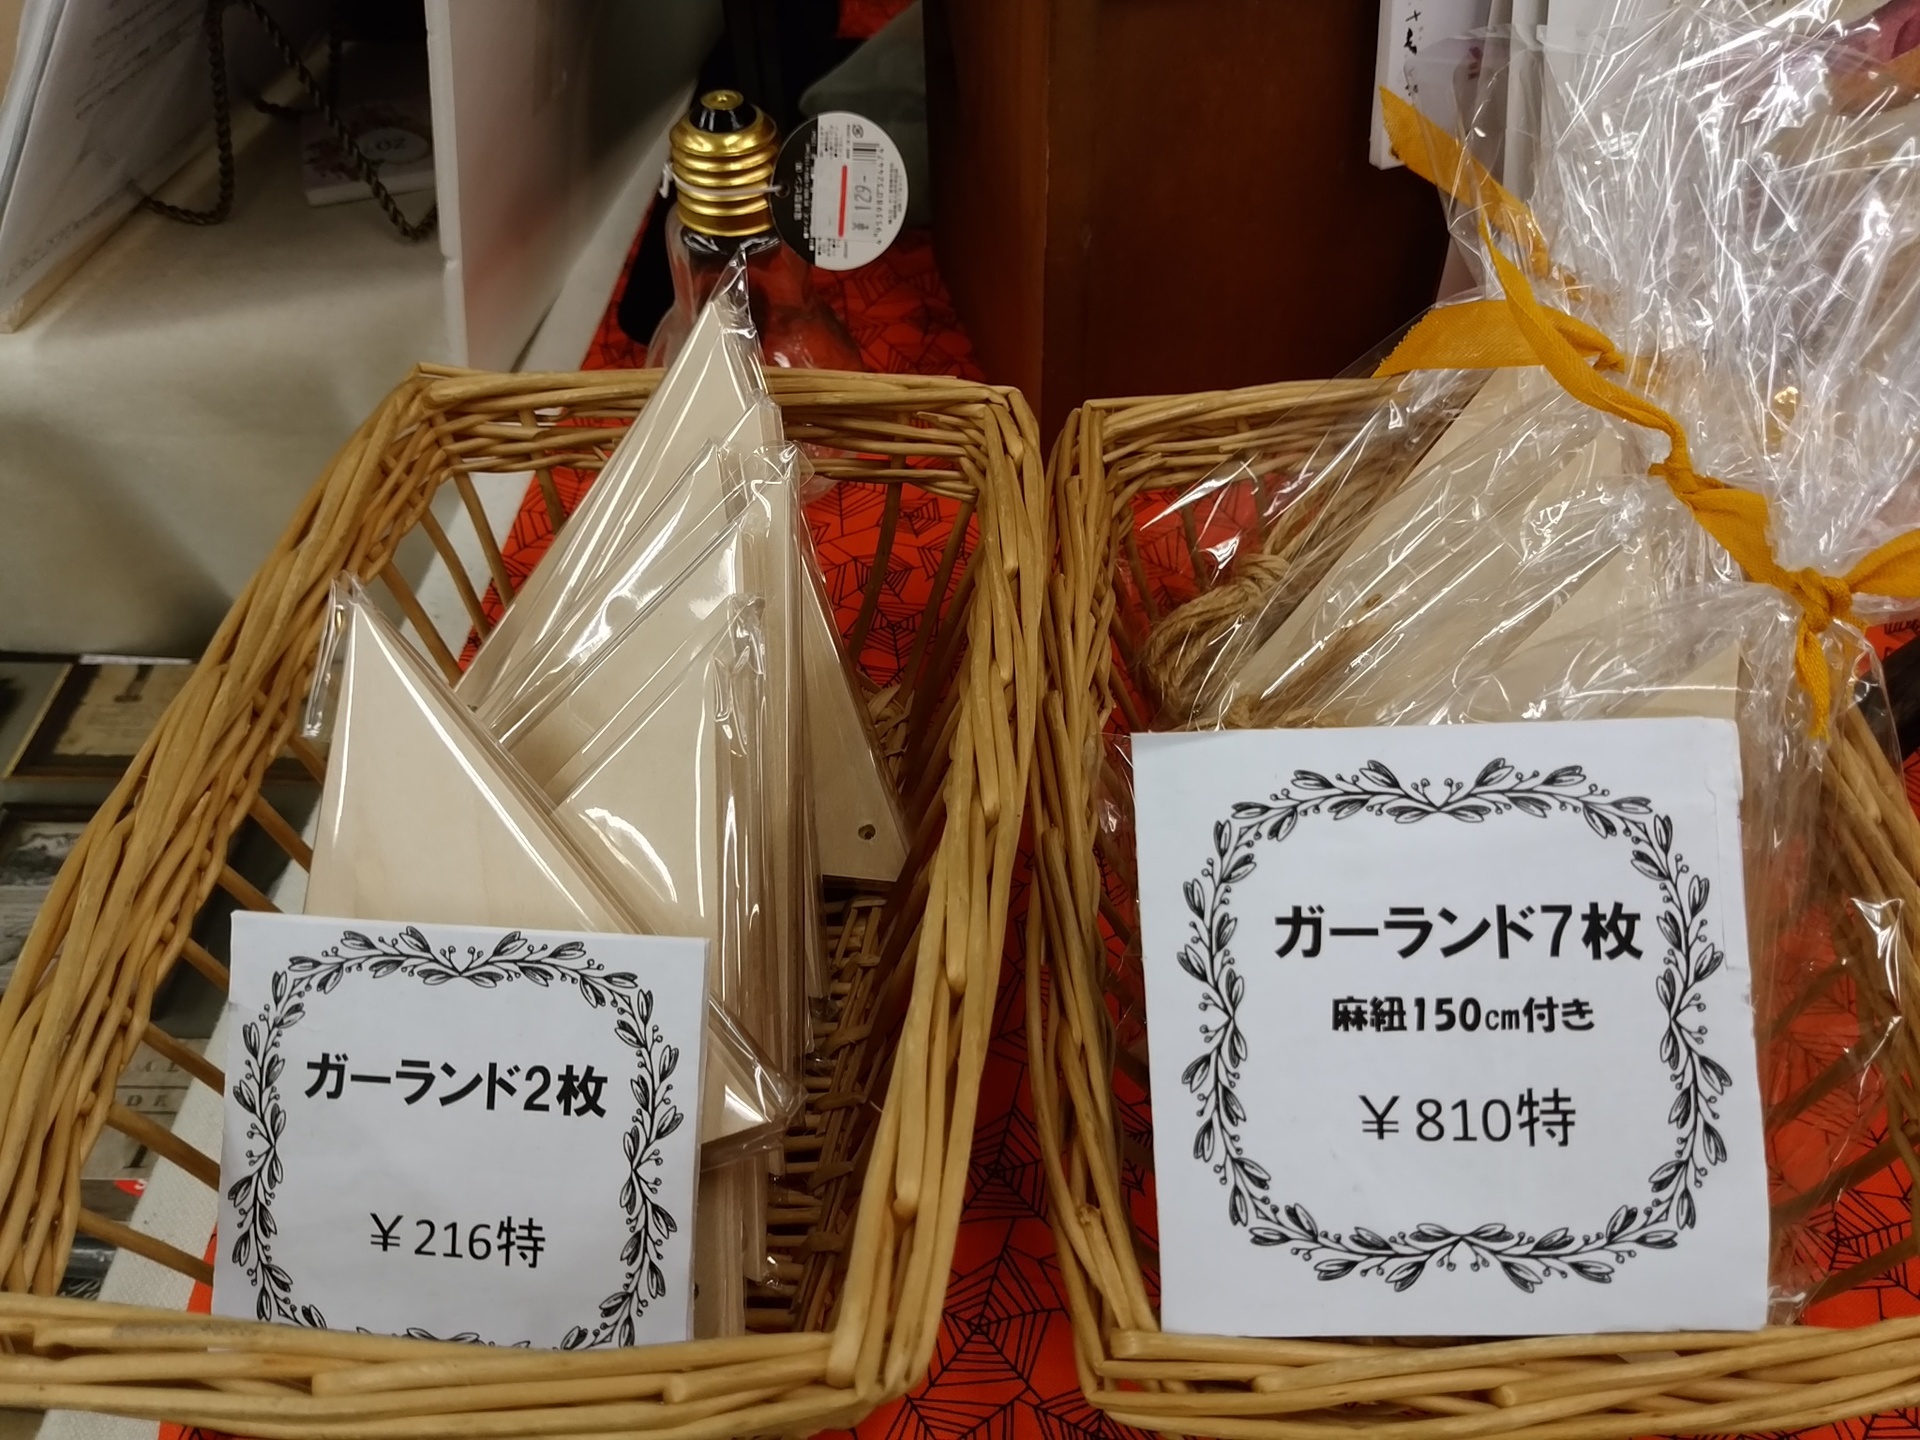 ¥129-
ガーランド2枚
¥216特
ガーランド7枚
麻紐150cm付き
¥810特